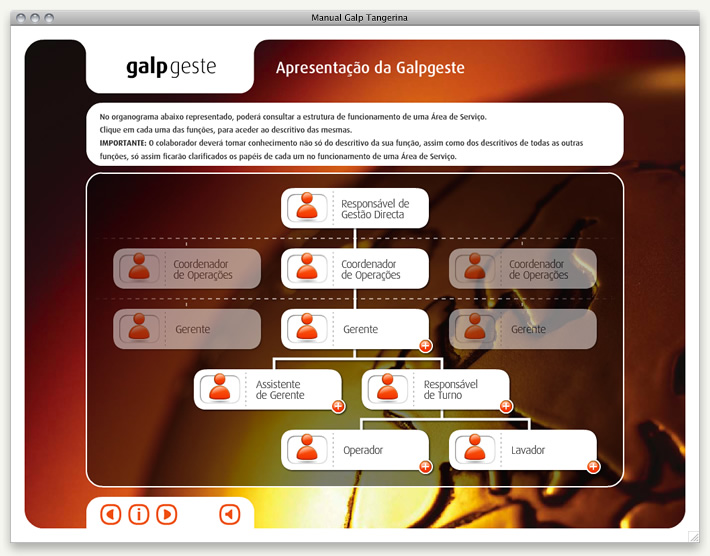 Manual Galp Tangerina
galpgeste
Apresentação da Galpgeste
No organograma abaixo representado, poderá consultar a estrutura de funcionamento de uma Área de Serviço.
Clique em cada uma das funções, para aceder ao descritivo das mesmas.
IMPORTANTE: O colaborador deverá tomar conhecimento não só do descritivo da sua função, assim como dos descritivos de todas as outras
funções, só assim ficarão clarificados os papéis de cada um no funcionamento de uma Área de Serviço.
Responsável de
Gestão Directa
Coordenador
de Operações
Coordenador
de Operações
Coordenador
de Operações
Gerente
Gerente
Gerente
Assistente
de Gerente
Responsável
de Turno
Operador
Lavador